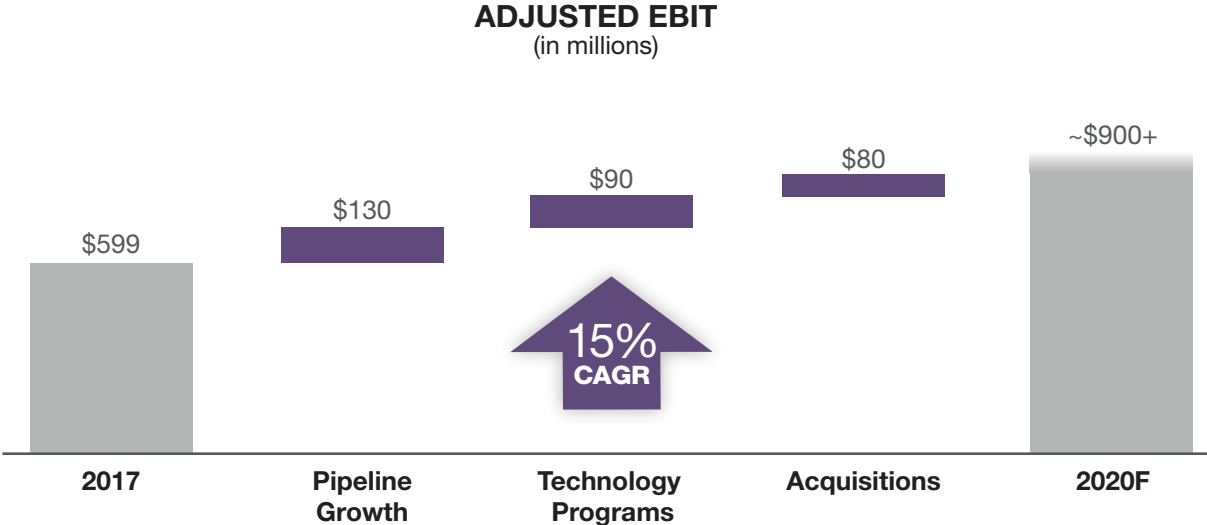 ADJUSTED EBIT
(in millions)
~$900+
$80
$90
$130
$599
15%
CAGR
2017
Pipeline
Growth
Technology
Programs
Acquisitions
2020F